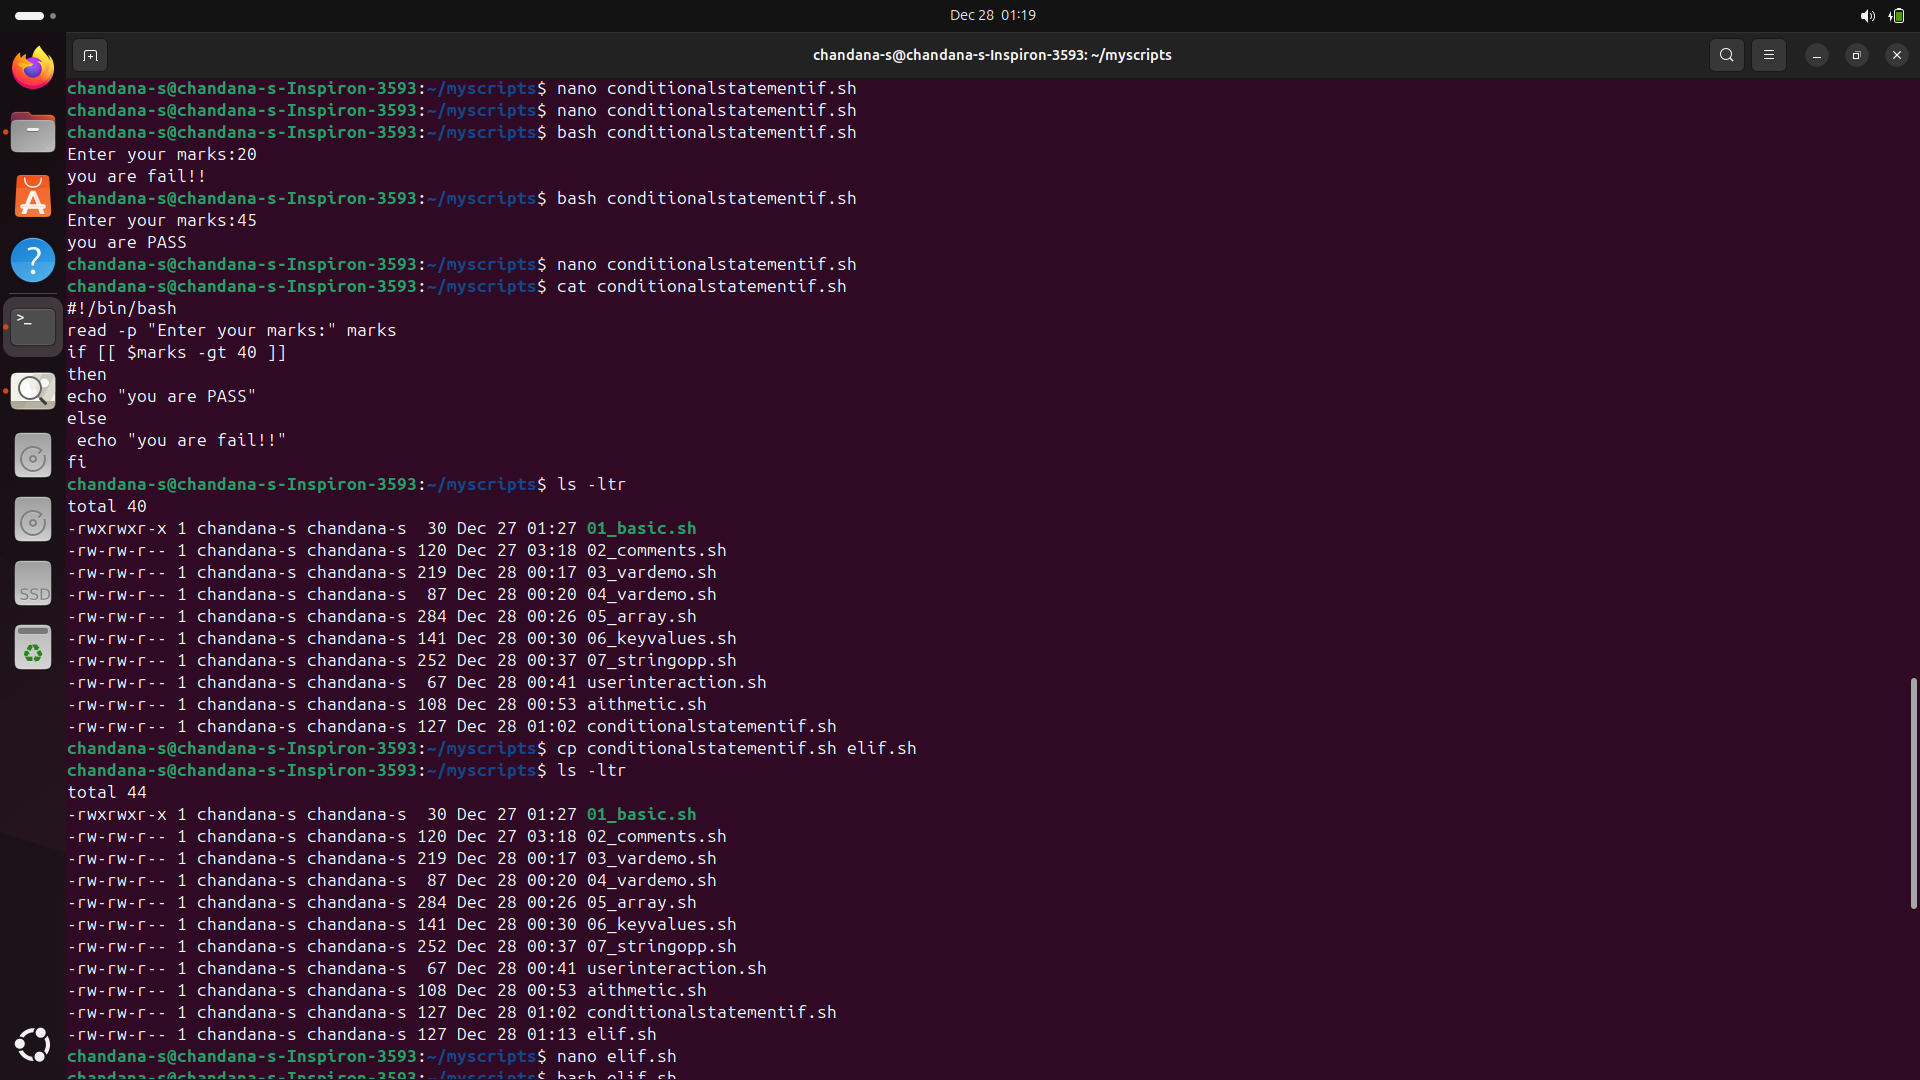 Dec 28 01:19
chandana-s@chandana-s-Inspiron-3593: ~/myscripts
chandana-s@chandana-s-Inspiron-3593:~/myscripts$ nano conditionalstatementif.sh
chandana-s@chandana-s-Inspiron-3593:~/myscripts$ nano conditionalstatementif.sh
chandana-s@chandana-s-Inspiron-3593:~/myscripts$ bash conditionalstatementif.sh
Enter your marks:20
you are fail!!
chandana-s@chandana-s-Inspiron-3593:~/myscripts$ bash conditionalstatementif.sh
Enter your marks:45
you are PASS
chandana-s@chandana-s-Inspiron-3593:~/myscripts$ nano conditionalstatementif.sh
chandana-s@chandana-s-Inspiron-3593:~/myscripts$ cat conditionalstatementif.sh
#!/bin/bash
read -p "Enter your marks:" marks
if [[ $marks -gt 40 ]]
then
echo "you are PASS"
else
 echo "you are fail!!"
fi
chandana-s@chandana-s-Inspiron-3593:~/myscripts$ ls -ltr
total 40
-rwxrwxr-x 1 chandana-s chandana-s  30 Dec 27 01:27 01_basic.sh
-rw-rw-r-- 1 chandana-s chandana-s 120 Dec 27 03:18 02_comments.sh
-rw-rw-r-- 1 chandana-s chandana-s 219 Dec 28 00:17 03_vardemo.sh
-rw-rw-r-- 1 chandana-s chandana-s  87 Dec 28 00:20 04_vardemo.sh
-rw-rw-r-- 1 chandana-s chandana-s 284 Dec 28 00:26 05_array.sh
-rw-rw-r-- 1 chandana-s chandana-s 141 Dec 28 00:30 06_keyvalues.sh
-rw-rw-r-- 1 chandana-s chandana-s 252 Dec 28 00:37 07_stringopp.sh
-rw-rw-r-- 1 chandana-s chandana-s  67 Dec 28 00:41 userinteraction.sh
-rw-rw-r-- 1 chandana-s chandana-s 108 Dec 28 00:53 aithmetic.sh
-rw-rw-r-- 1 chandana-s chandana-s 127 Dec 28 01:02 conditionalstatementif.sh
chandana-s@chandana-s-Inspiron-3593:~/myscripts$ cp conditionalstatementif.sh elif.sh
chandana-s@chandana-s-Inspiron-3593:~/myscripts$ ls -ltr
total 44
-rwxrwxr-x 1 chandana-s chandana-s  30 Dec 27 01:27 01_basic.sh
-rw-rw-r-- 1 chandana-s chandana-s 120 Dec 27 03:18 02_comments.sh
-rw-rw-r-- 1 chandana-s chandana-s 219 Dec 28 00:17 03_vardemo.sh
-rw-rw-r-- 1 chandana-s chandana-s  87 Dec 28 00:20 04_vardemo.sh
-rw-rw-r-- 1 chandana-s chandana-s 284 Dec 28 00:26 05_array.sh
-rw-rw-r-- 1 chandana-s chandana-s 141 Dec 28 00:30 06_keyvalues.sh
-rw-rw-r-- 1 chandana-s chandana-s 252 Dec 28 00:37 07_stringopp.sh
-rw-rw-r-- 1 chandana-s chandana-s  67 Dec 28 00:41 userinteraction.sh
-rw-rw-r-- 1 chandana-s chandana-s 108 Dec 28 00:53 aithmetic.sh
-rw-rw-r-- 1 chandana-s chandana-s 127 Dec 28 01:02 conditionalstatementif.sh
-rw-rw-r-- 1 chandana-s chandana-s 127 Dec 28 01:13 elif.sh
chandana-s@chandana-s-Inspiron-3593:~/myscripts$ nano elif.sh
chandana-s@chandana-s-Inspiron-3593:~/myscripts$ bash elif.sh
SSD